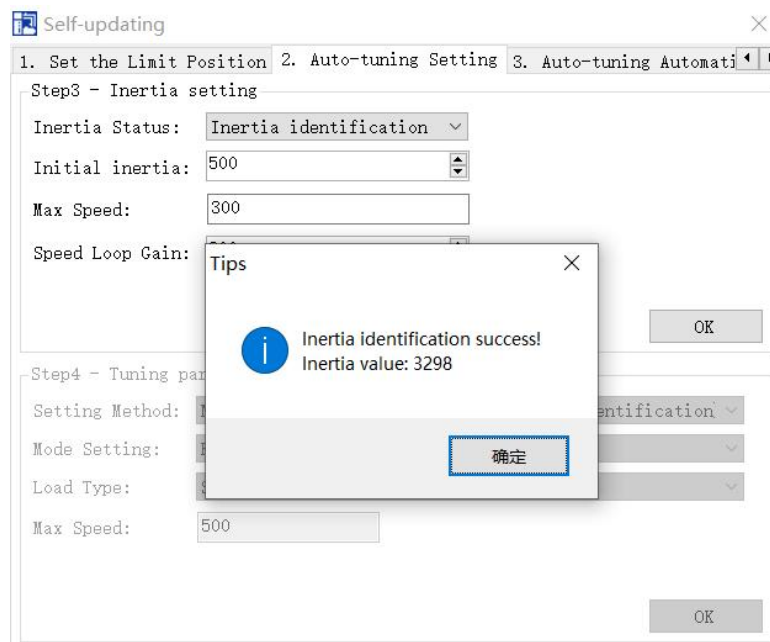 Self-updating
1. Set the Limit Position 2. Auto-tuning Setting 3. Auto-tuning Automati
Step3 - Inertia setting
Inertia Status: Inertia identification
Initial inertia: 500
Max Speed: 300
Speed Loop Gain:
Tips
Inertia identification success!
Inertia value: 3298
确定
OK
Step4 - Tuning par
Setting Method: entification
Mode Setting:
Load Type:
Max Speed: 500
OK